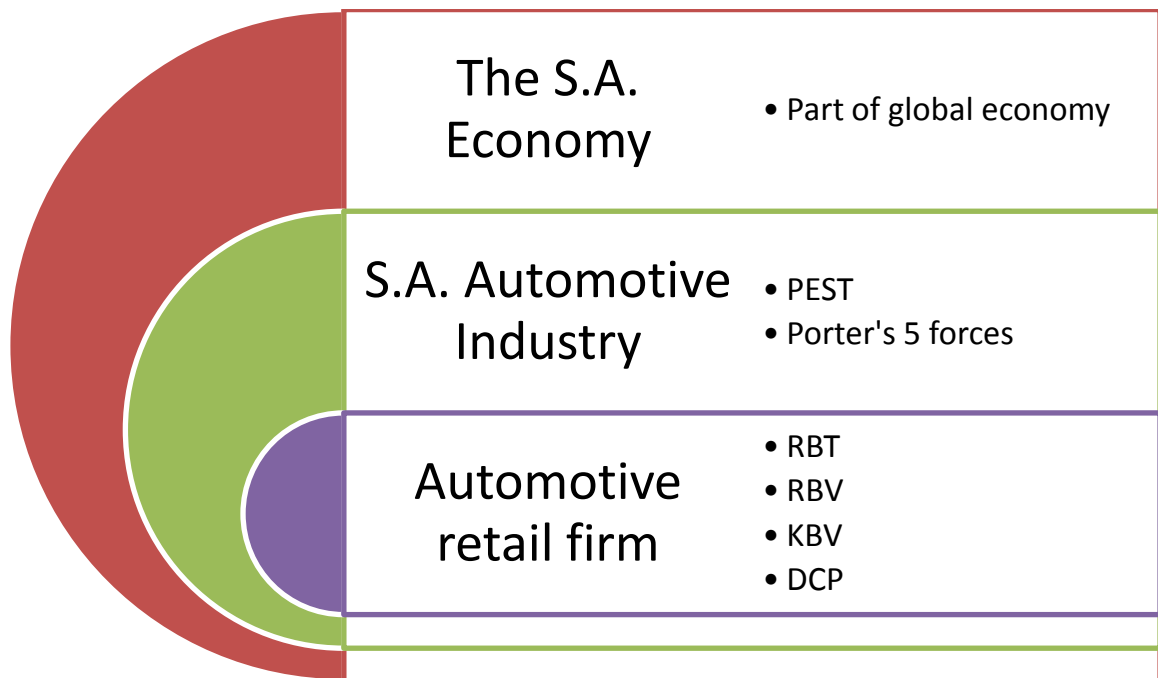 The S.A.
Economy
• Part of global economy
S.A. Automotive
Industry
• PEST
• Porter's 5 forces
Automotive
retail firm
• RBT
• RBV
• KBV
• DCP